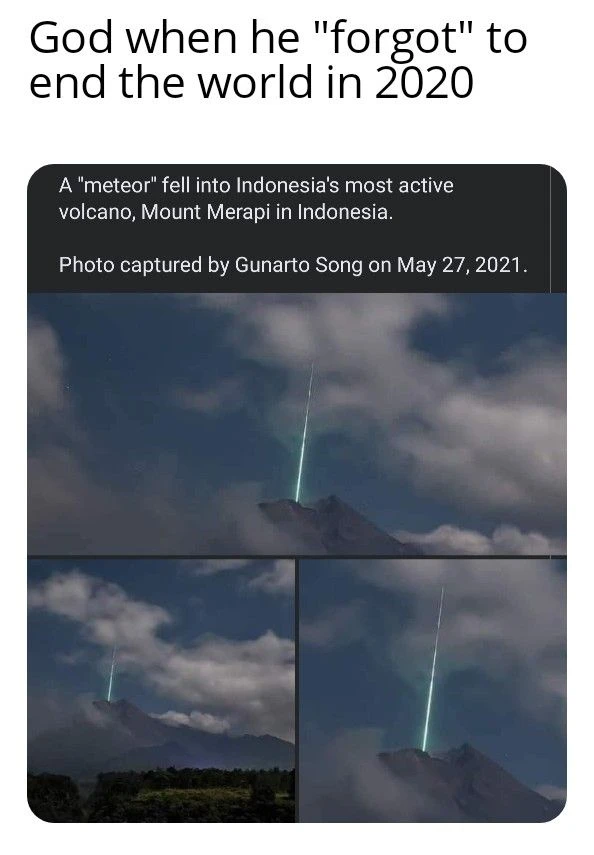 God when he "forgot" to
end the world in 2020
A "meteor" fell into Indonesia's most active
volcano, Mount Merapi in Indonesia.
Photo captured by Gunarto Song on May 27, 2021.